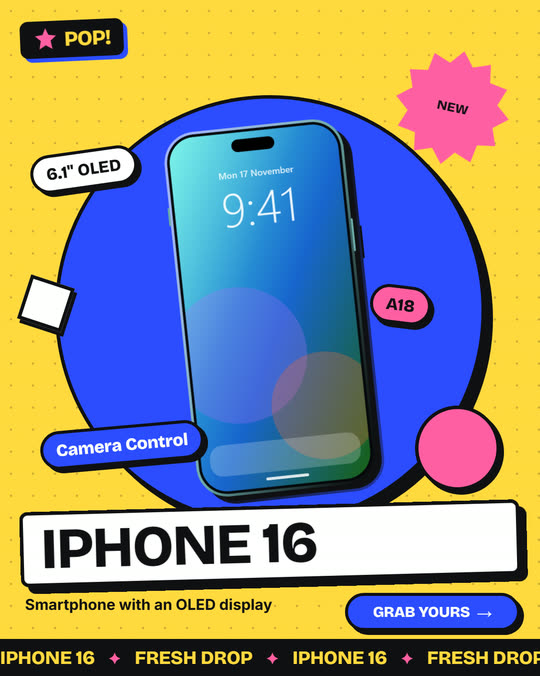 POP!
NEW
6.1" OLED
Mon 17 November
9:41
A18
Camera Control
IPHONE 16
Smartphone with an OLED display
GRAB YOURS →
IPHONE 16 ✦ FRESH DROP ✦ IPHONE 16 ✦ FRESH DROP